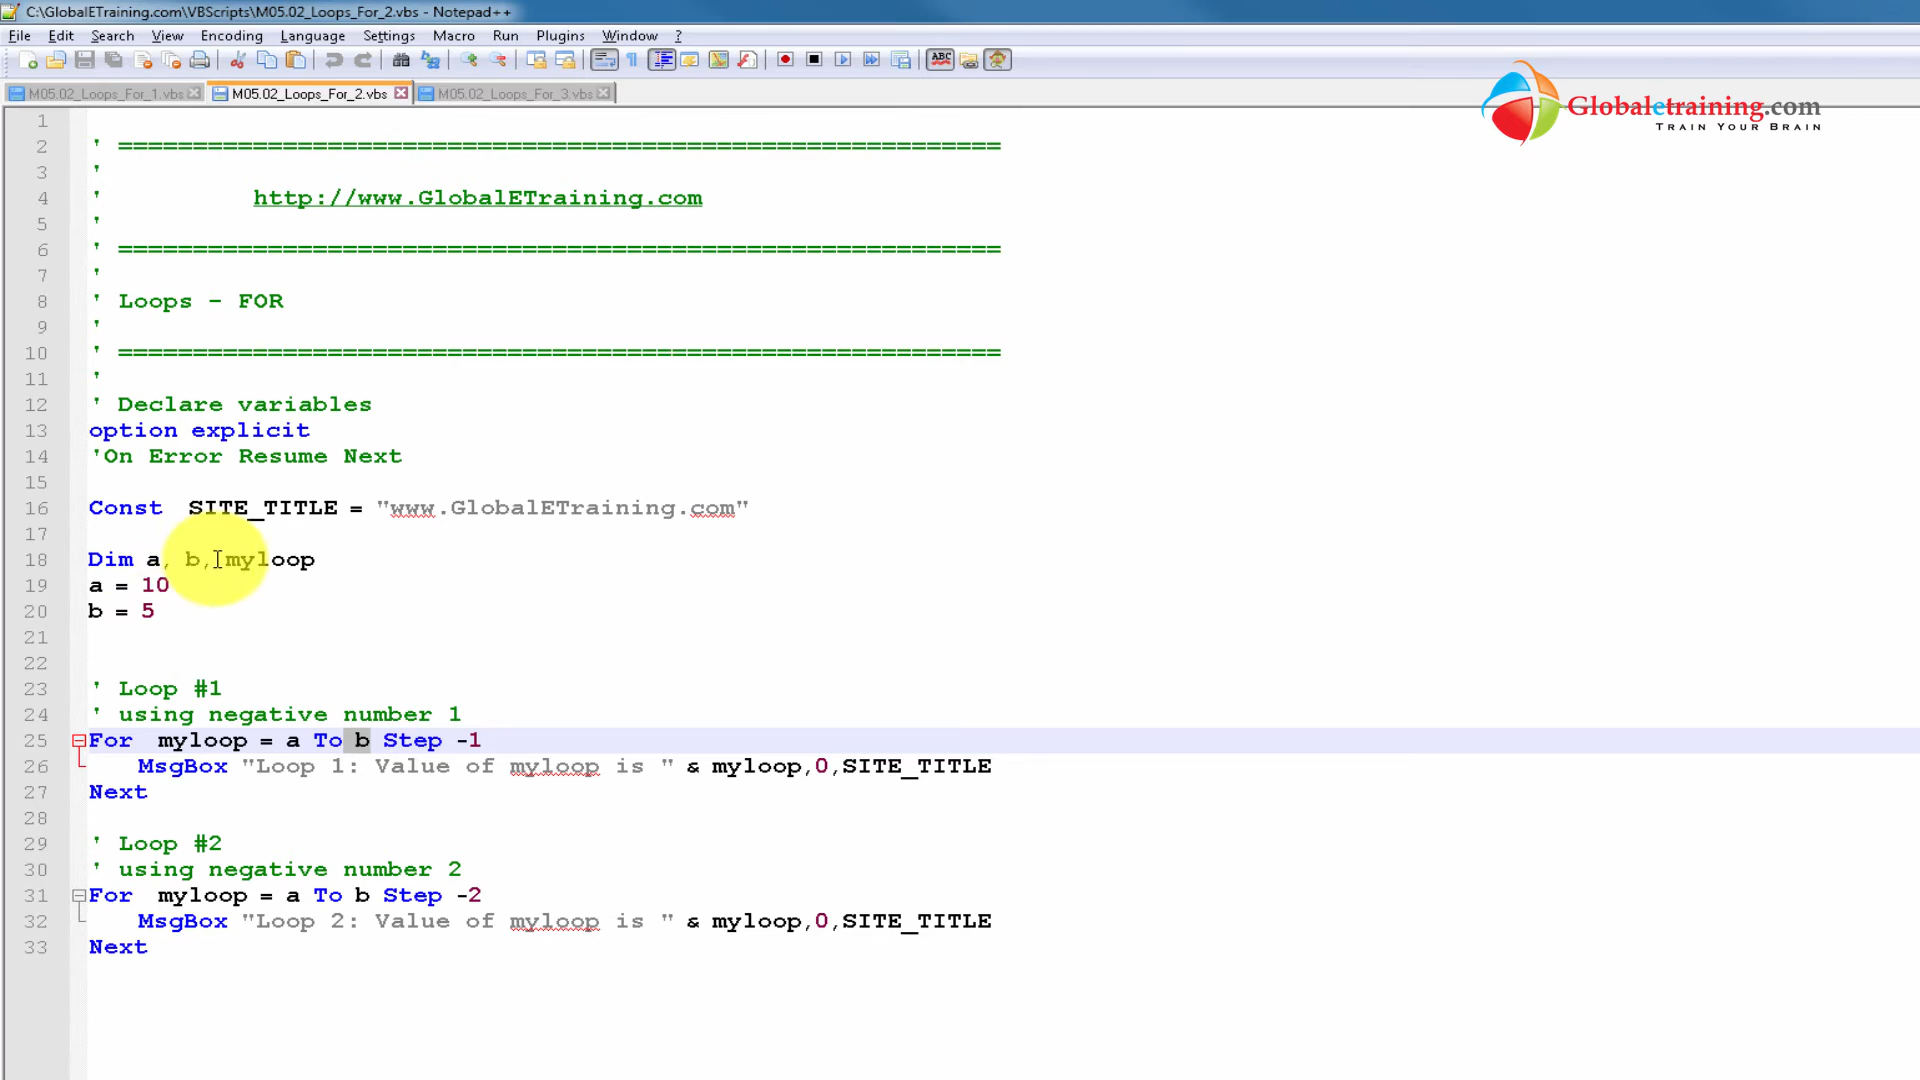 C:\GlobalETraining.com\VBScripts\M05.02_Loops_For_2.vbs - Notepad++
File Edit Search View Encoding Language Settings Macro Run Plugins Window ?
ABC
M05.02_Loops_For_1.vbs M05.02_Loops_For_2.vbs M05.02_Loops_For_3.vbs
Globaletraining.com
TRAIN YOUR BRAIN
1
2 ' ===========================================================
3 '
4 ' http://www.GlobalETraining.com
5 '
6 ' ===========================================================
7 '
8 ' Loops - FOR
9 '
10 ' ===========================================================
11 '
12 ' Declare variables
13 option explicit
14 'On Error Resume Next
15
16 Const SITE_TITLE = "www.GlobalETraining.com"
17
18 Dim a, b, myloop
19 a = 10
20 b = 5
21
22
23 ' Loop #1
24 ' using negative number 1
25 For myloop = a To b Step -1
26 MsgBox "Loop 1: Value of myloop is " & myloop,0,SITE_TITLE
27 Next
28
29 ' Loop #2
30 ' using negative number 2
31 For myloop = a To b Step -2
32 MsgBox "Loop 2: Value of myloop is " & myloop,0,SITE_TITLE
33 Next